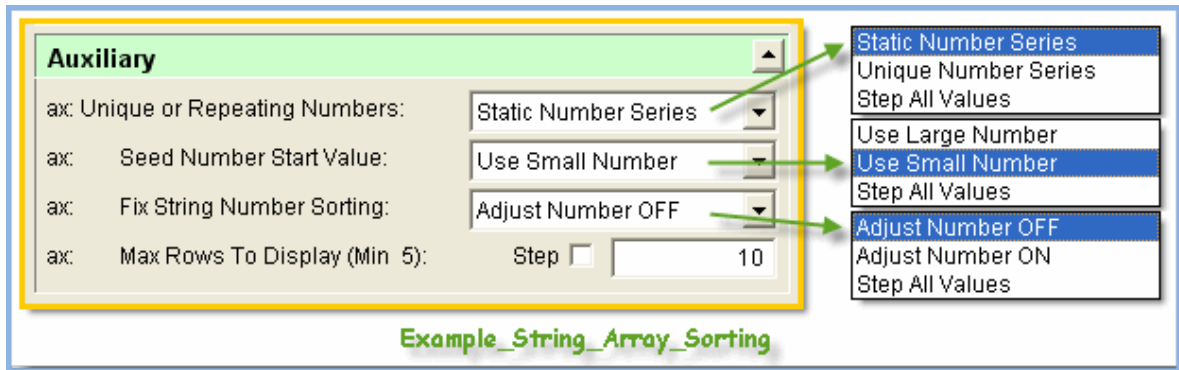 Auxiliary
ax: Unique or Repeating Numbers: Static Number Series
ax: Seed Number Start Value: Use Small Number
ax: Fix String Number Sorting: Adjust Number OFF
ax: Max Rows To Display (Min 5): Step 10
Static Number Series
Unique Number Series
Step All Values
Use Large Number
Use Small Number
Step All Values
Adjust Number OFF
Adjust Number ON
Step All Values
Example_String_Array_Sorting